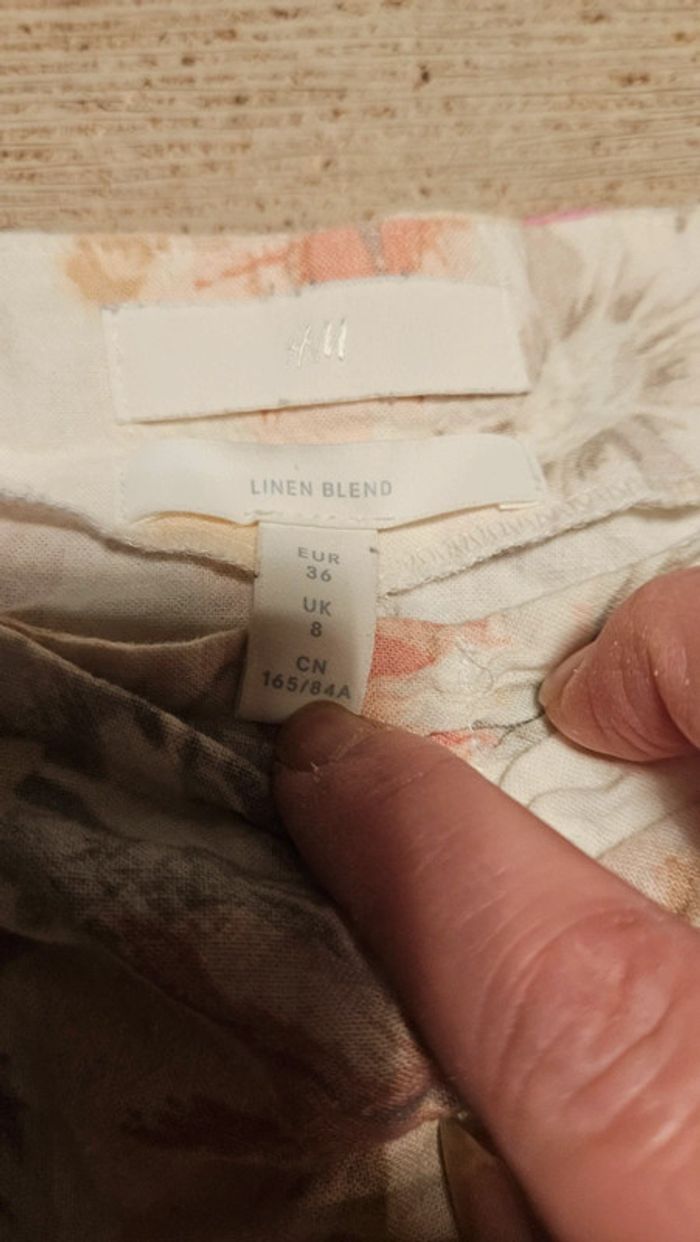 H&M
LINEN BLEND
EUR
36
UK
8
CN
165/84A